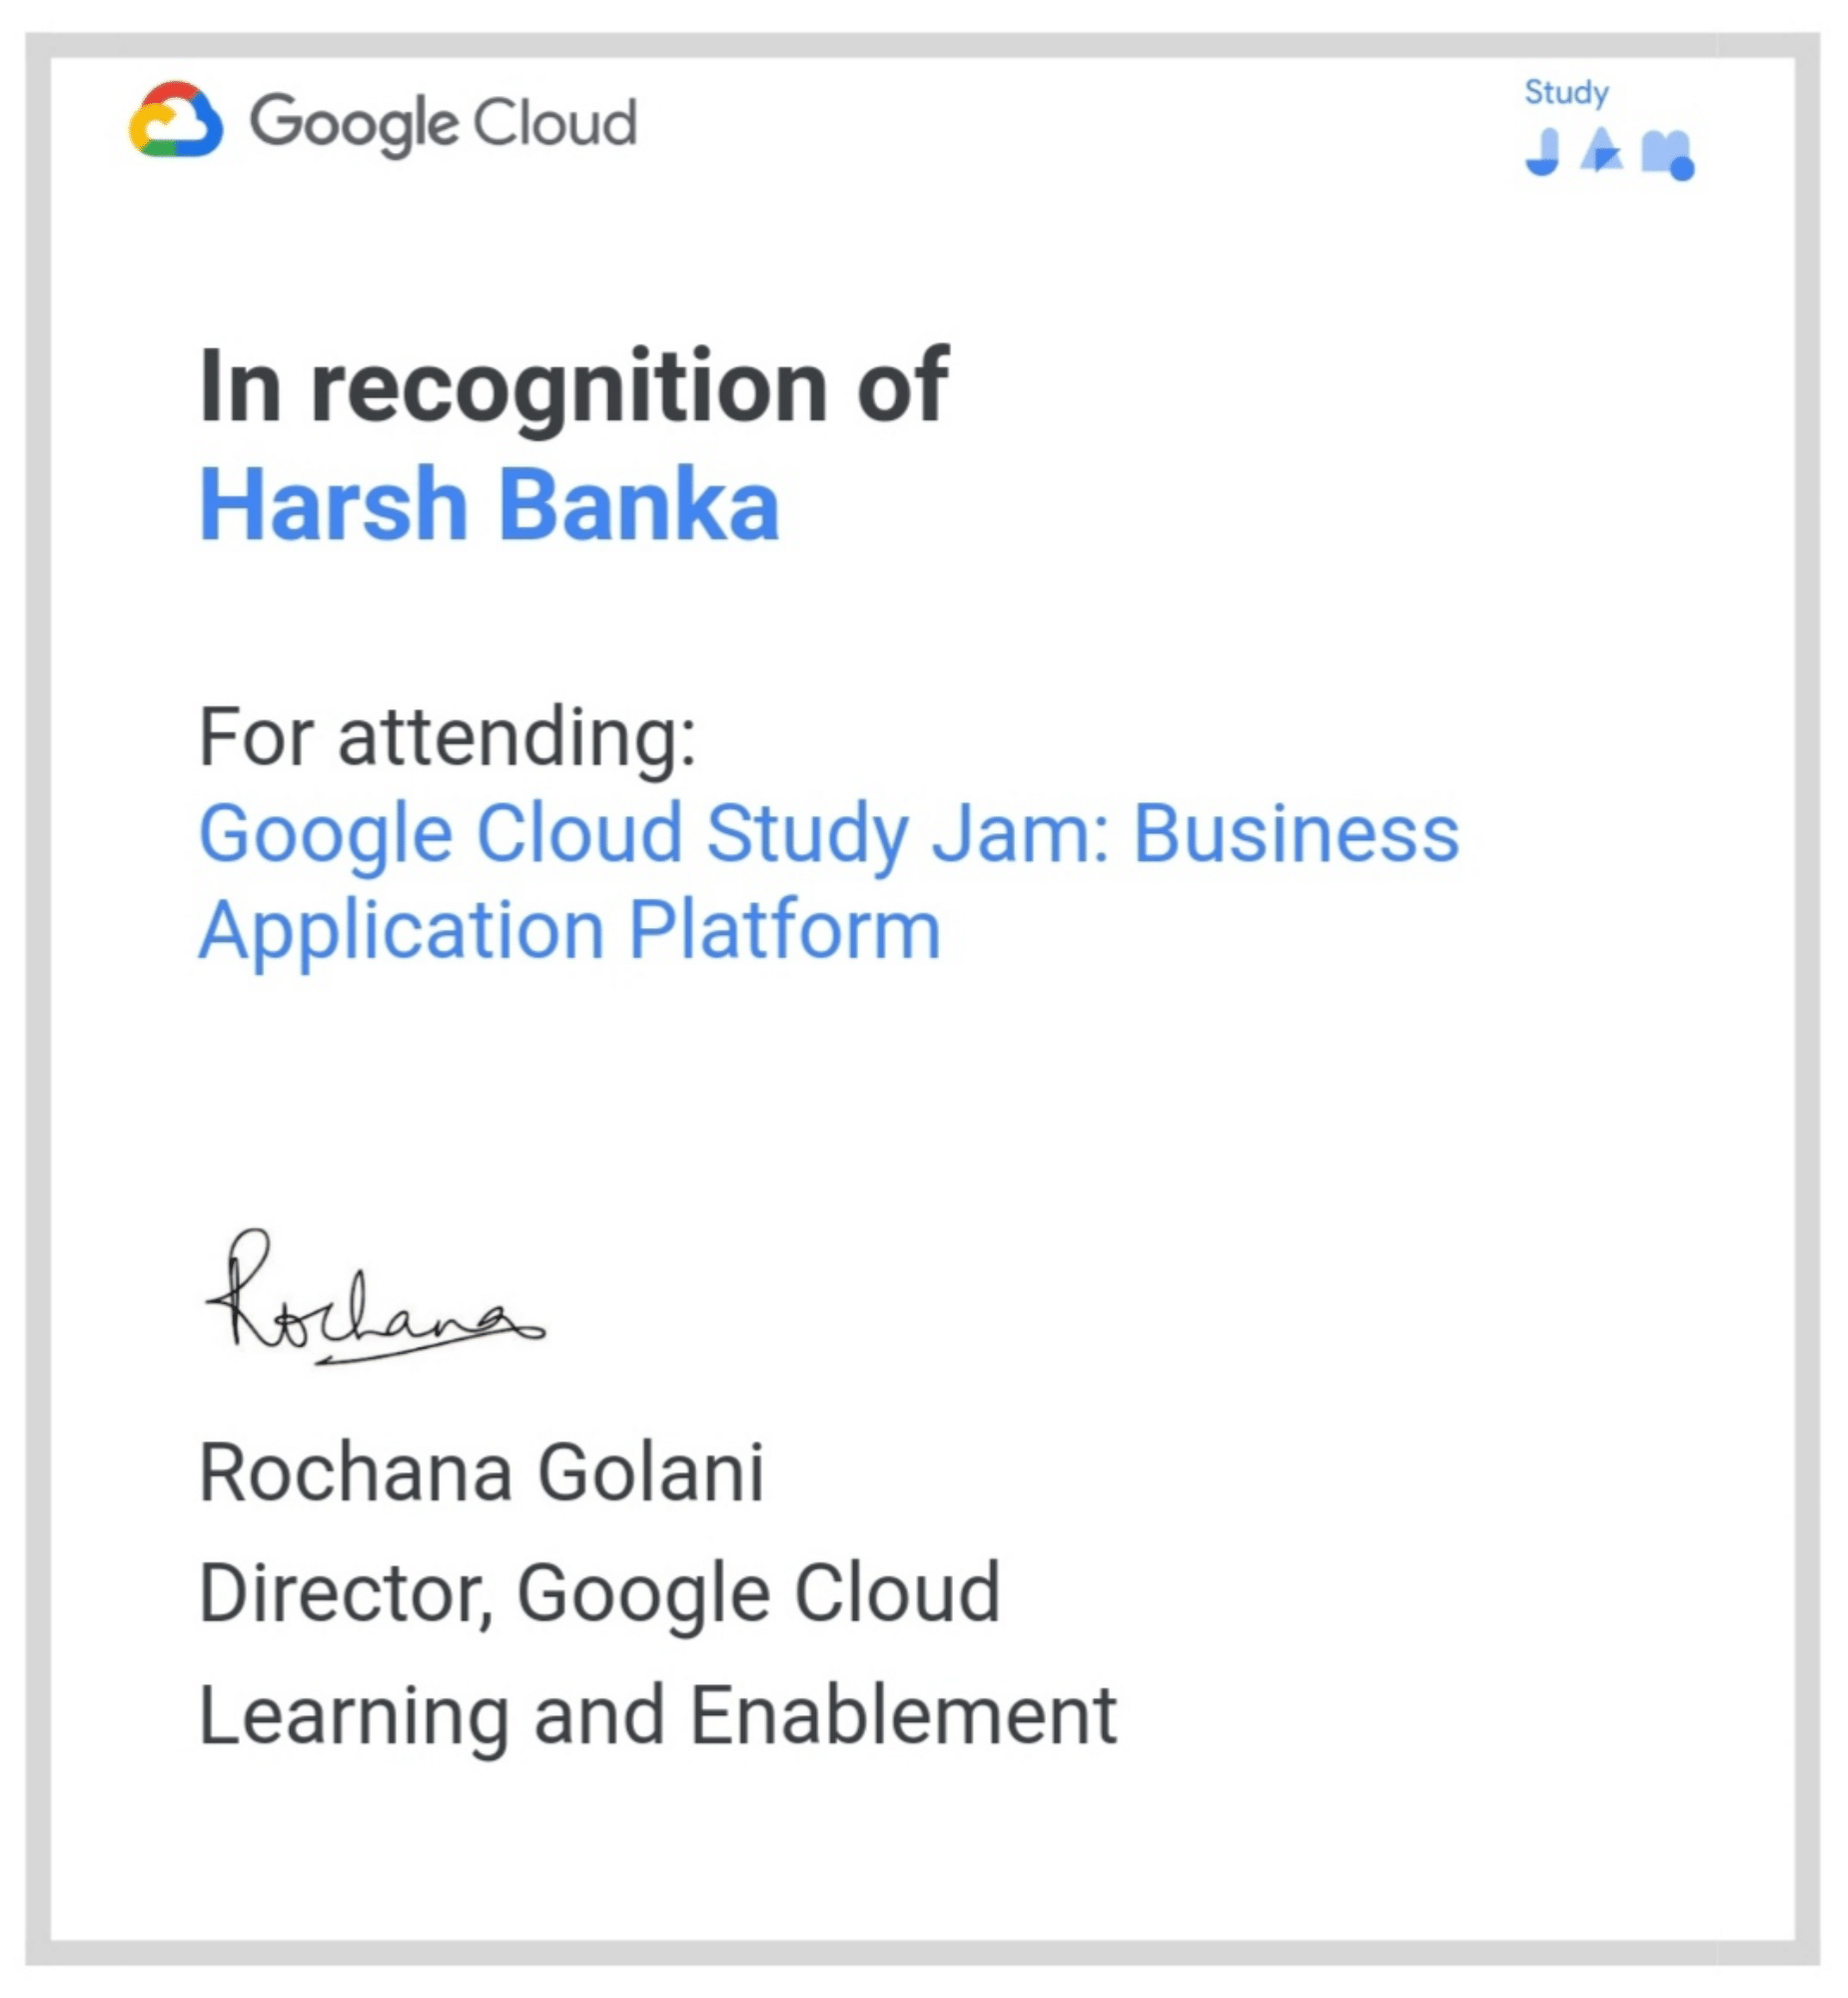 Google Cloud
Study
JAM
In recognition of
Harsh Banka
For attending:
Google Cloud Study Jam: Business
Application Platform
Rochana
Rochana Golani
Director, Google Cloud
Learning and Enablement